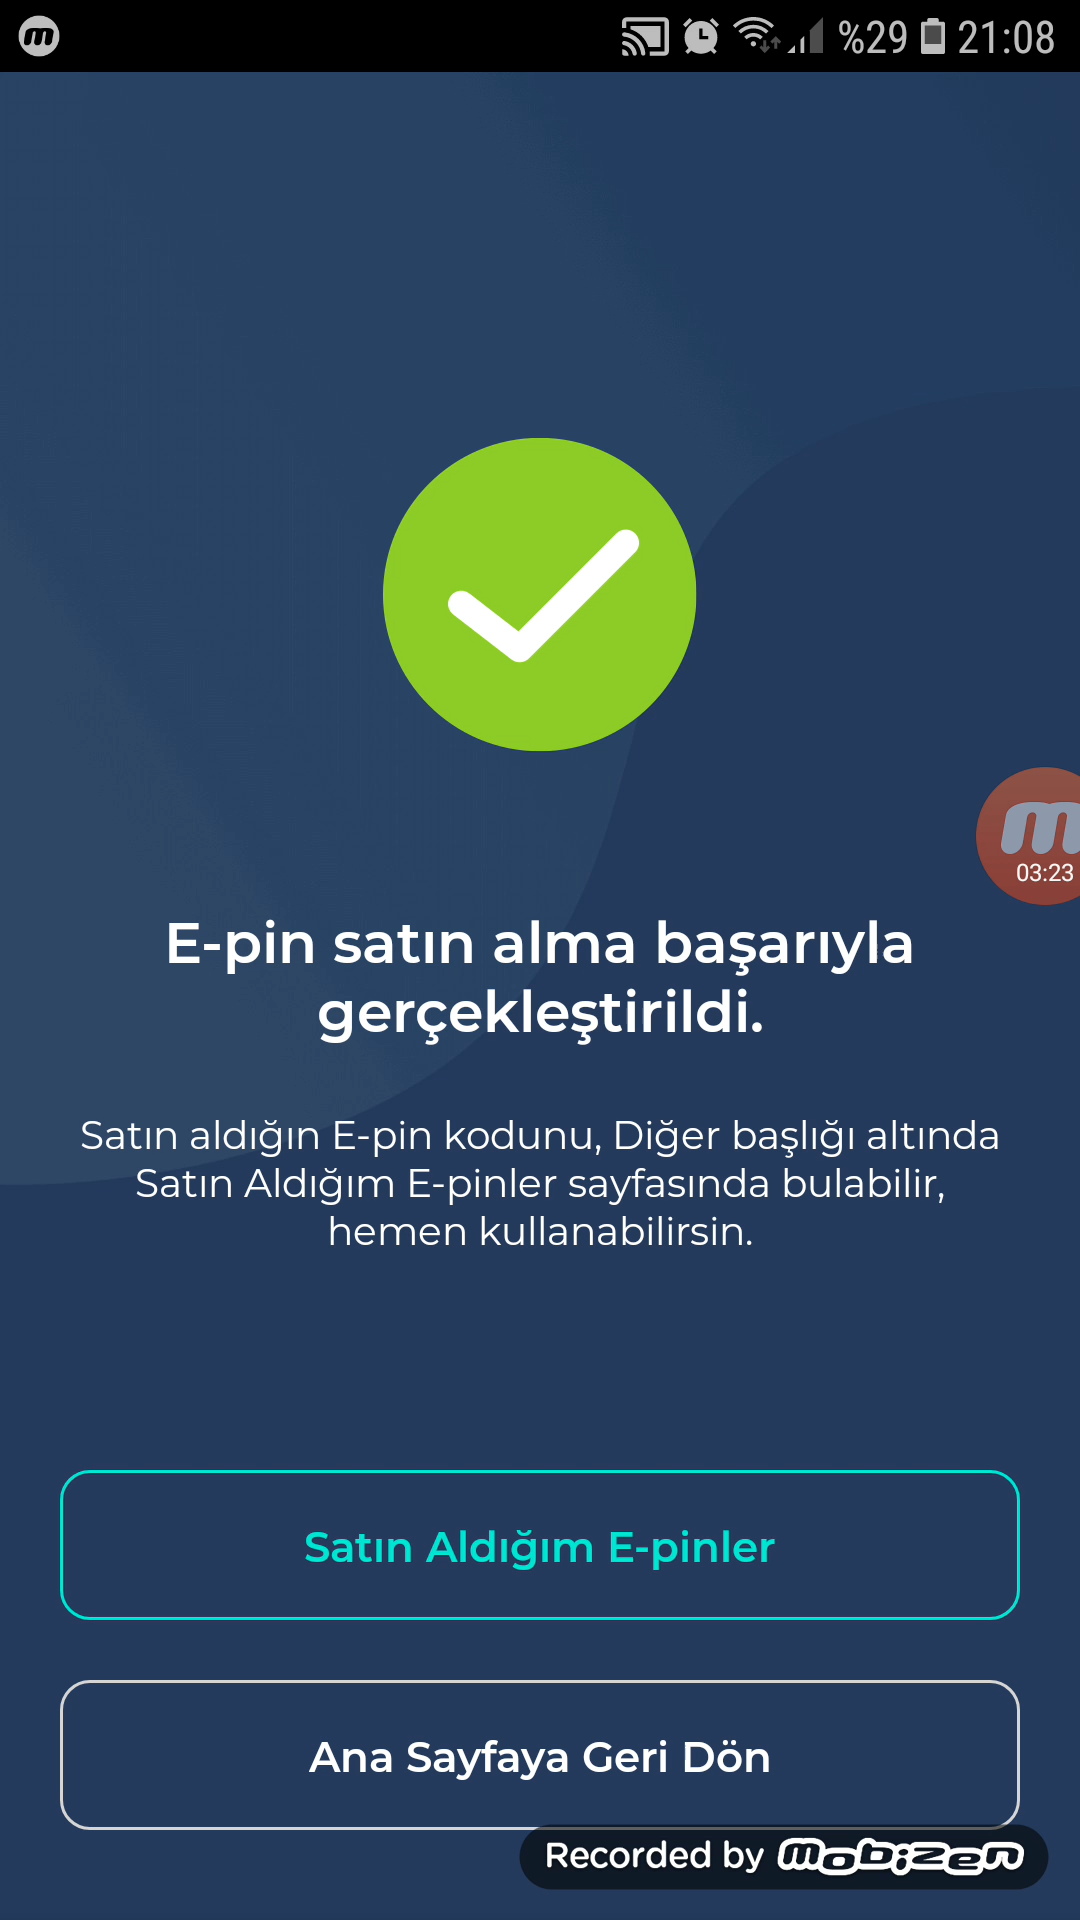 m %29 21:08
m
03:23
E-pin satın alma başarıyla
gerçekleştirildi.
Satın aldığın E-pin kodunu, Diğer başlığı altında
Satın Aldığım E-pinler sayfasında bulabilir,
hemen kullanabilirsin.
Satın Aldığım E-pinler
Ana Sayfaya Geri Dön
Recorded by mobizen